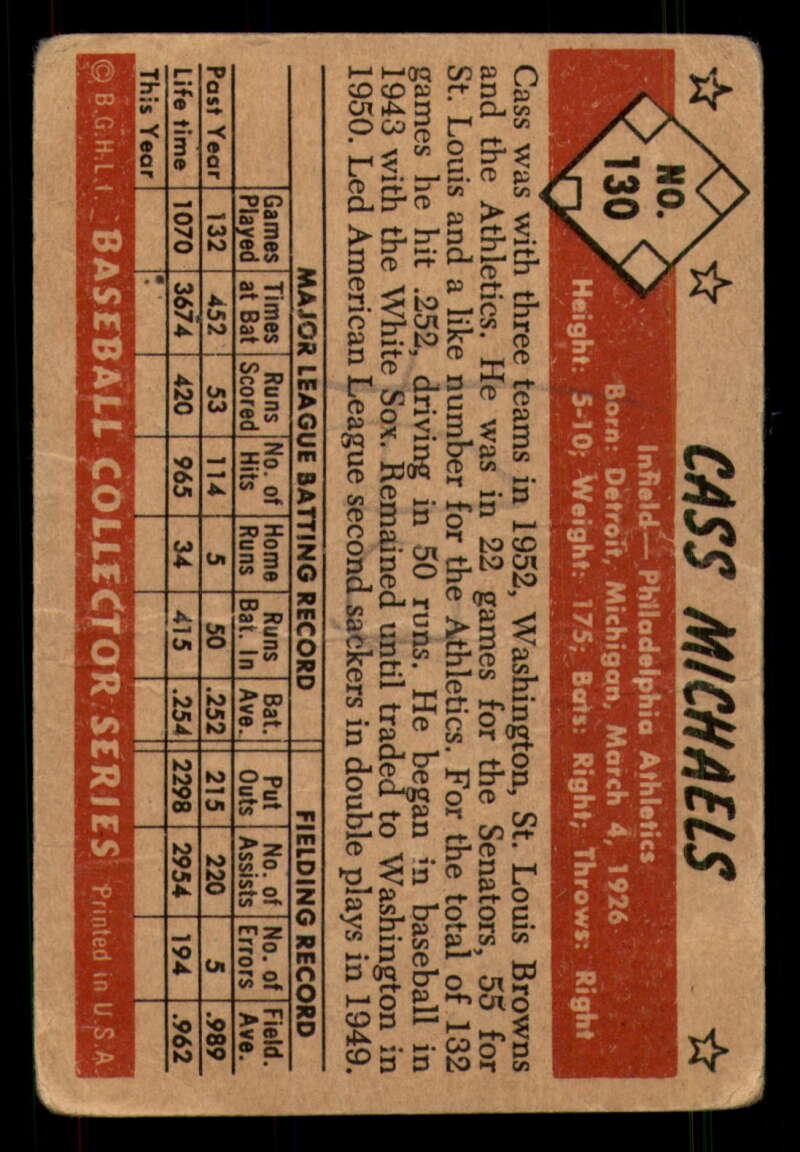 NO.
130
CASS MICHAELS
Infield—Philadelphia Athletics
Born: Detroit, Michigan, March 4, 1926
Height: 5-10; Weight: 175; Bats: Right; Throws: Right
Cass was with three teams in 1952, Washington, St. Louis Browns
and the Athletics. He was in 22 games for the Senators, 55 for
St. Louis and a like number for the Athletics. For the total of 132
games he hit .252, driving in 50 runs. He began in baseball in
1943 with the White Sox. Remained until traded to Washington in
1950. Led American League second sackers in double plays in 1949.
MAJOR LEAGUE BATTING RECORD FIELDING RECORD
Games Times Runs No. of Home Runs Bat. Put No. of No. of Field.
Played at Bat Scored Hits Runs Bat. In Ave. Outs Assists Errors Ave.
Past Year 132 452 53 114 5 50 .252 215 220 5 .989
Life time 1070 3674 420 965 34 415 .254 2298 2954 194 .962
This Year
© B.G.H.L.I. BASEBALL COLLECTOR SERIES Printed in U.S.A.